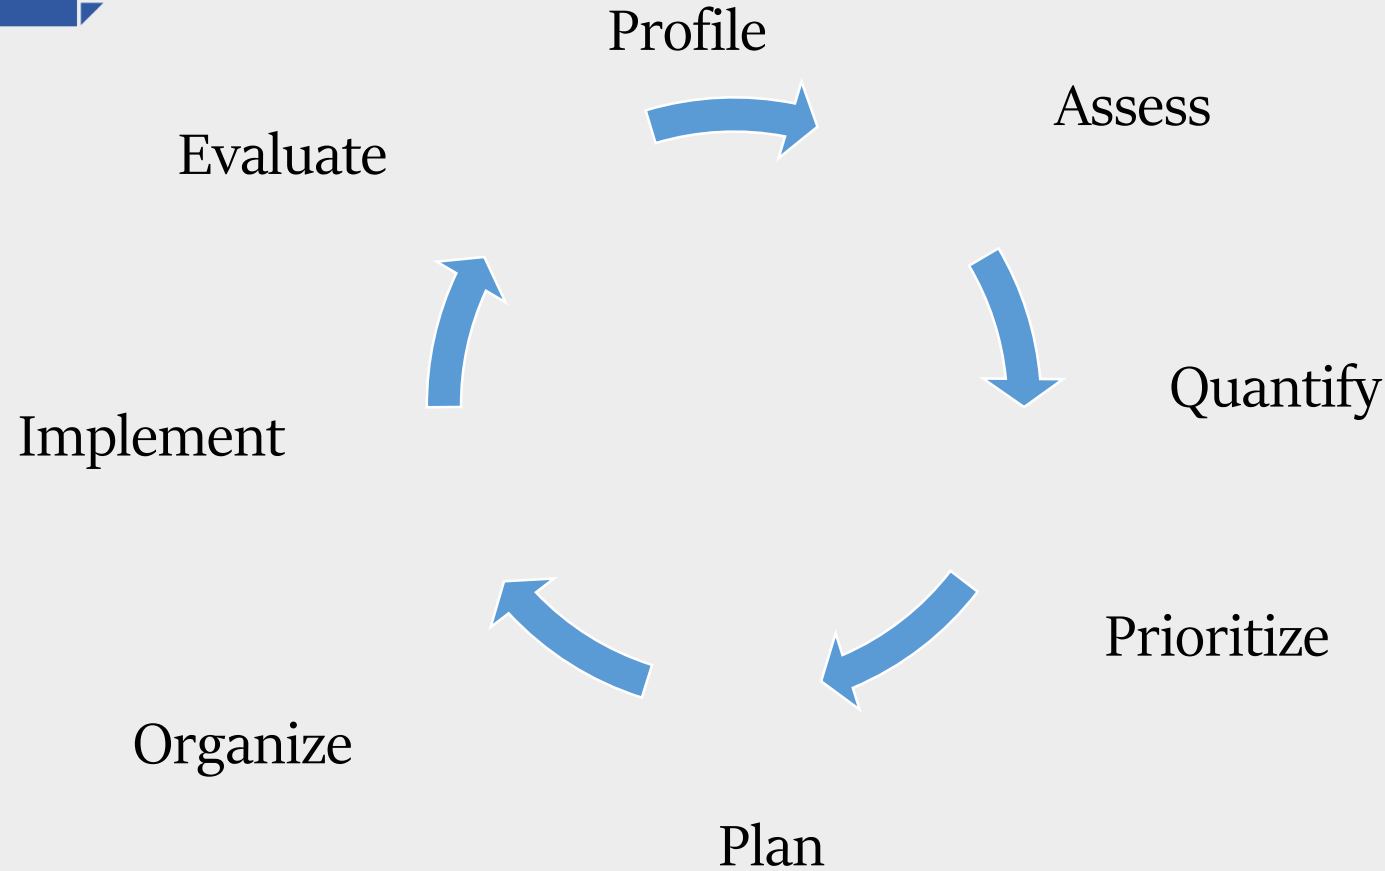 Profile
Assess
Quantify
Prioritize
Plan
Organize
Implement
Evaluate